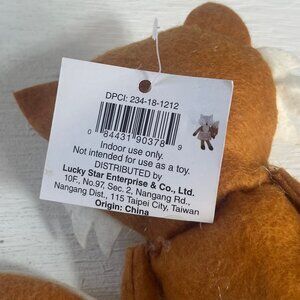 DPCI: 234-18-1212
0 84431 90378 9
Indoor use only.
Not intended for use as a toy.
DISTRIBUTED by
Lucky Star Enterprise & Co., Ltd.
10F. No.97, Sec. 2, Nangang Rd.,
Nangang Dist., 115 Taipei City, Taiwan
Origin: China